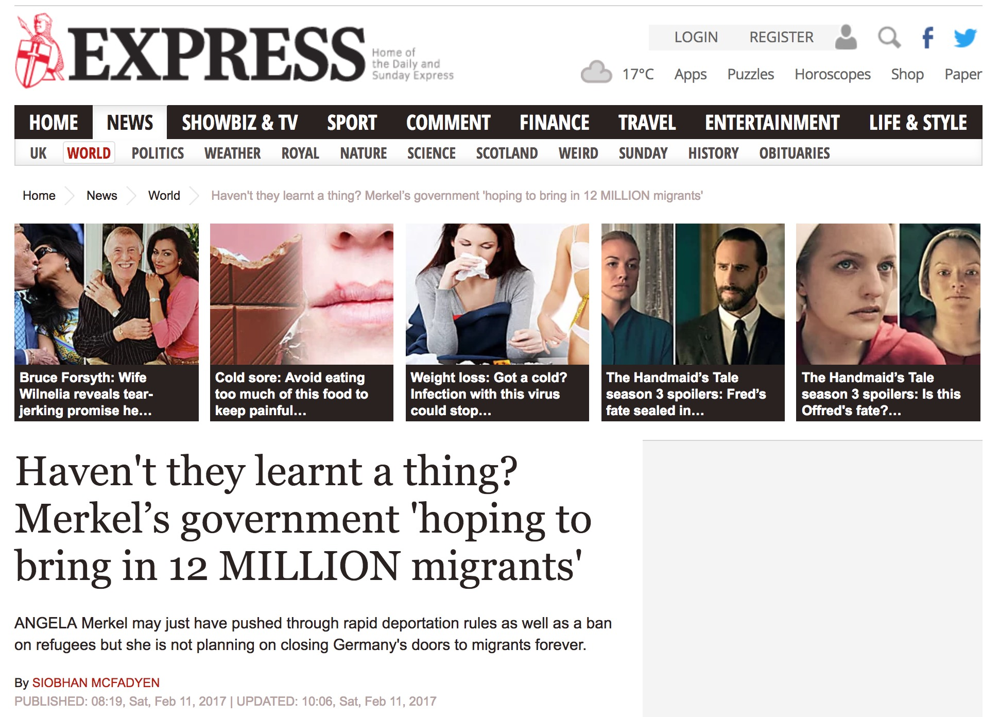 EXPRESS
Home of
the Daily and
Sunday Express
LOGIN REGISTER
17°C Apps Puzzles Horoscopes Shop Paper
HOME NEWS SHOWBIZ & TV SPORT COMMENT FINANCE TRAVEL ENTERTAINMENT LIFE & STYLE
UK WORLD POLITICS WEATHER ROYAL NATURE SCIENCE SCOTLAND WEIRD SUNDAY HISTORY OBITUARIES
Home News World Haven't they learnt a thing? Merkel’s government 'hoping to bring in 12 MILLION migrants'
Bruce Forsyth: Wife
Wilnelia reveals tear-
jerking promise he...
Cold sore: Avoid eating
too much of this food to
keep painful...
Weight loss: Got a cold?
Infection with this virus
could stop...
The Handmaid’s Tale
season 3 spoilers: Fred’s
fate sealed in...
The Handmaid’s Tale
season 3 spoilers: Is this
Offred's fate?...
Haven't they learnt a thing?
Merkel’s government 'hoping to
bring in 12 MILLION migrants'
ANGELA Merkel may just have pushed through rapid deportation rules as well as a ban
on refugees but she is not planning on closing Germany's doors to migrants forever.
By SIOBHAN MCFADYEN
PUBLISHED: 08:19, Sat, Feb 11, 2017 | UPDATED: 10:06, Sat, Feb 11, 2017